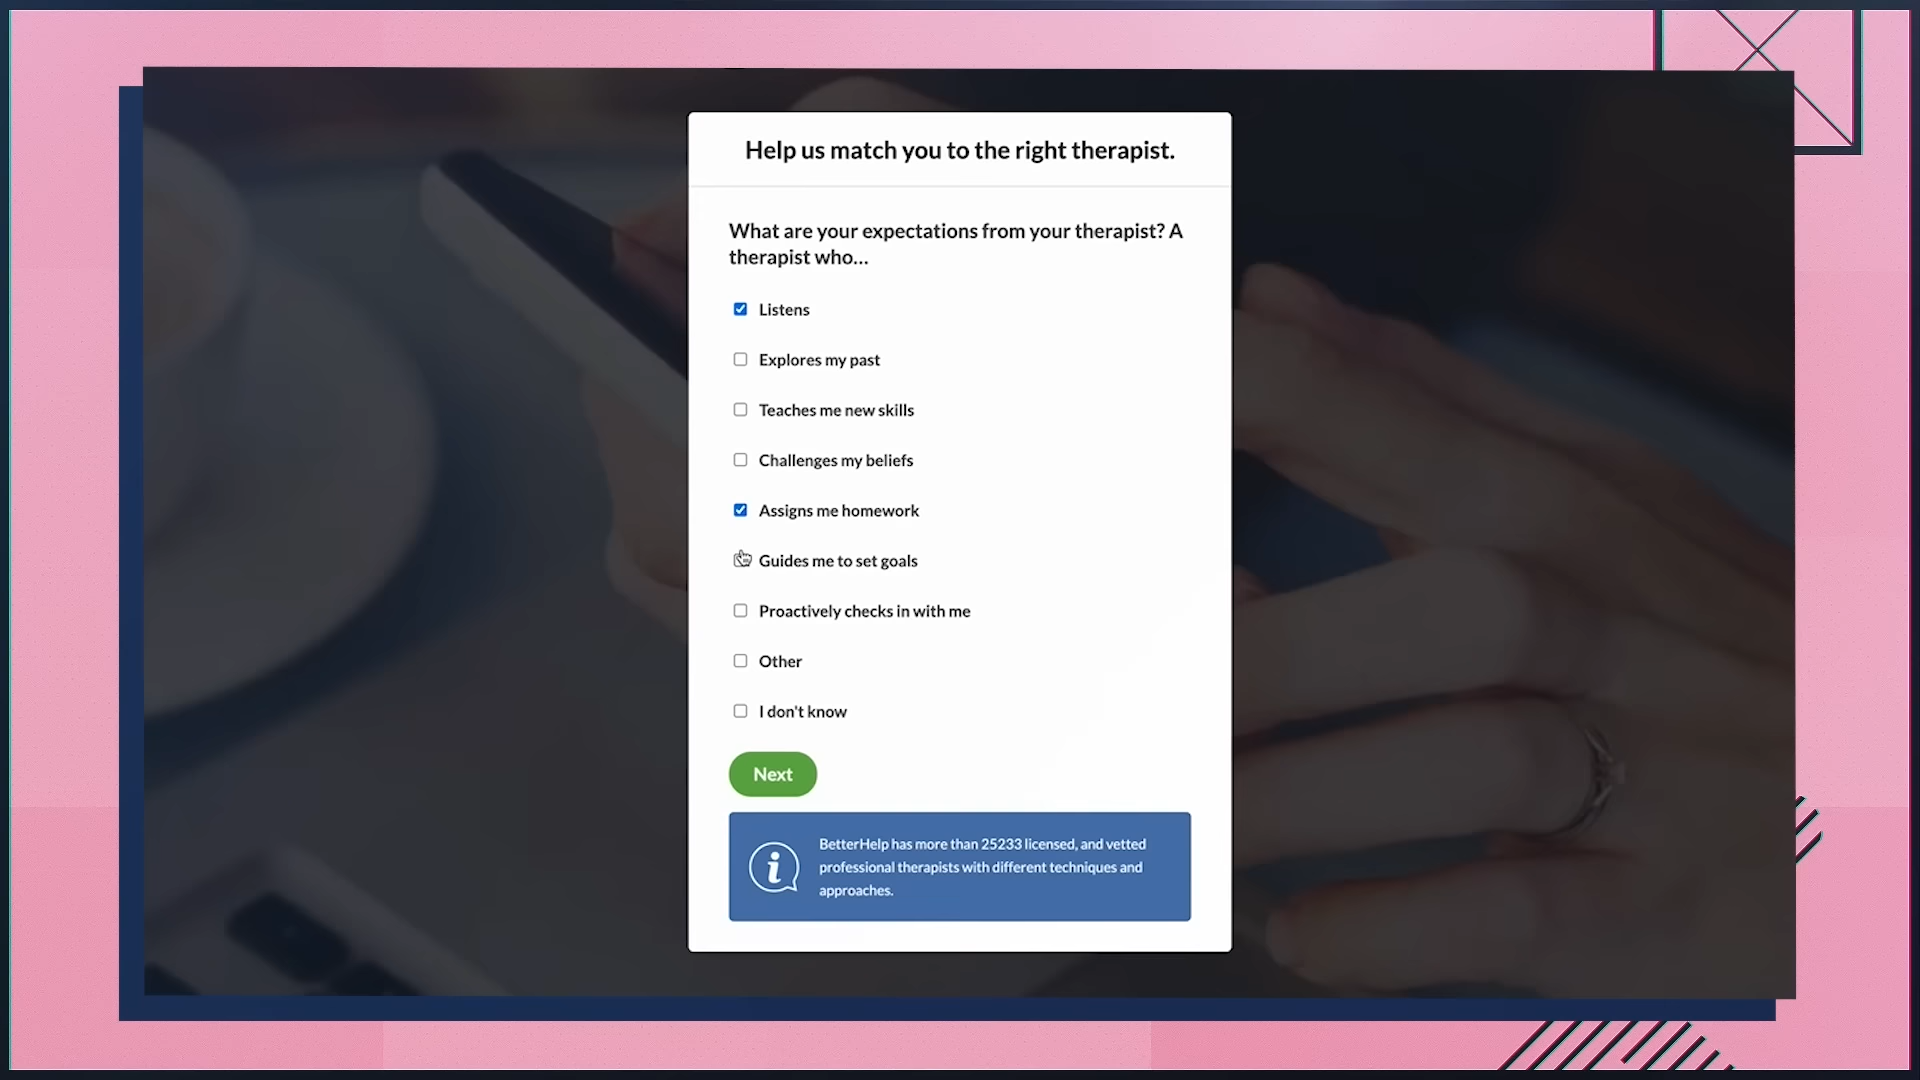 Help us match you to the right therapist.
What are your expectations from your therapist? A
therapist who...
Listens
Explores my past
Teaches me new skills
Challenges my beliefs
Assigns me homework
Guides me to set goals
Proactively checks in with me
Other
I don't know
Next
BetterHelp has more than 25233 licensed, and vetted
professional therapists with different techniques and
approaches.